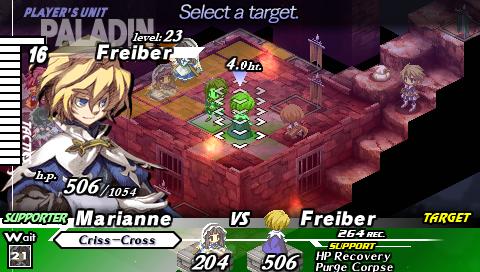 PLAYER'S UNIT
Select a target.
PALADIN
level: 23
16
Freiber
4.0ht.
TACTICS
h.p. 506/1054
SUPPORTER Marianne VS Freiber TARGET
264 REC.
Wait
21
Criss-Cross
204
506
SUPPORT
HP Recovery
Purge Corpse